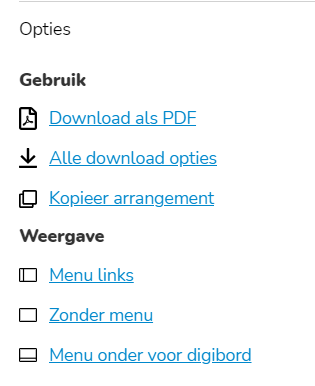 Opties
Gebruik
Download als PDF
Alle download opties
Kopieer arrangement
Weergave
Menu links
Zonder menu
Menu onder voor digibord